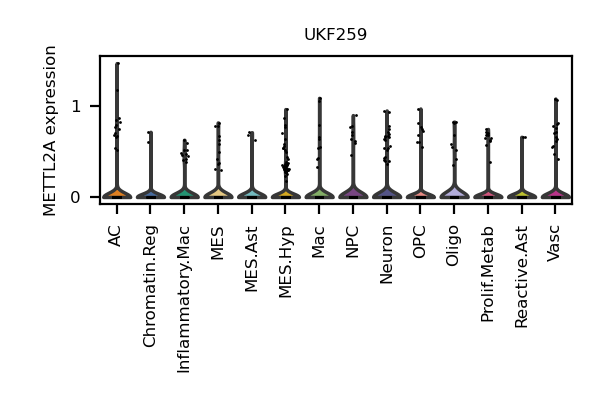 UKF259
METTL2A expression
1
0
AC
Chromatin.Reg
Inflammatory.Mac
MES
MES.Ast
MES.Hyp
Mac
NPC
Neuron
OPC
Oligo
Prolif.Metab
Reactive.Ast
Vasc